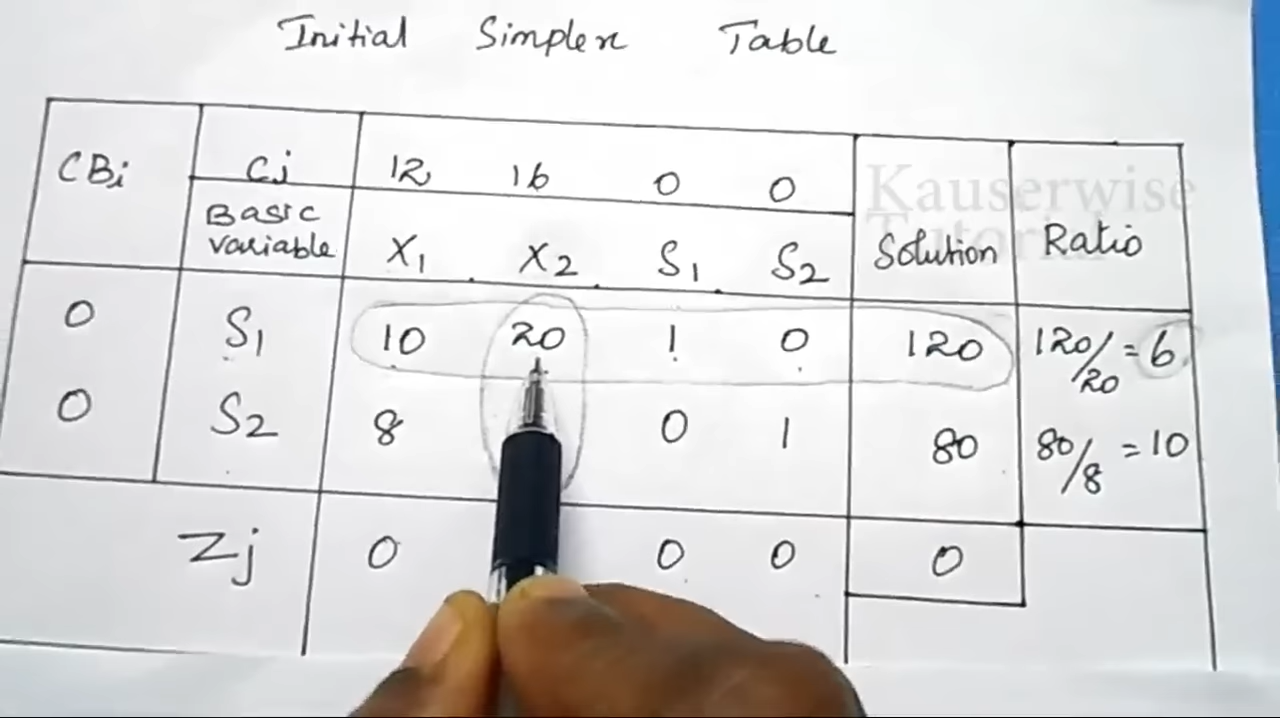 Initial Simplex Table
CBi Cj 12 16 0 0 Kauserwise
Basic variable X1 X2 S1 S2 Solution Ratio
0 S1 10 20 1 0 120 120/20 = 6
0 S2 8 0 1 80 80/8 = 10
Zj 0 0 0 0